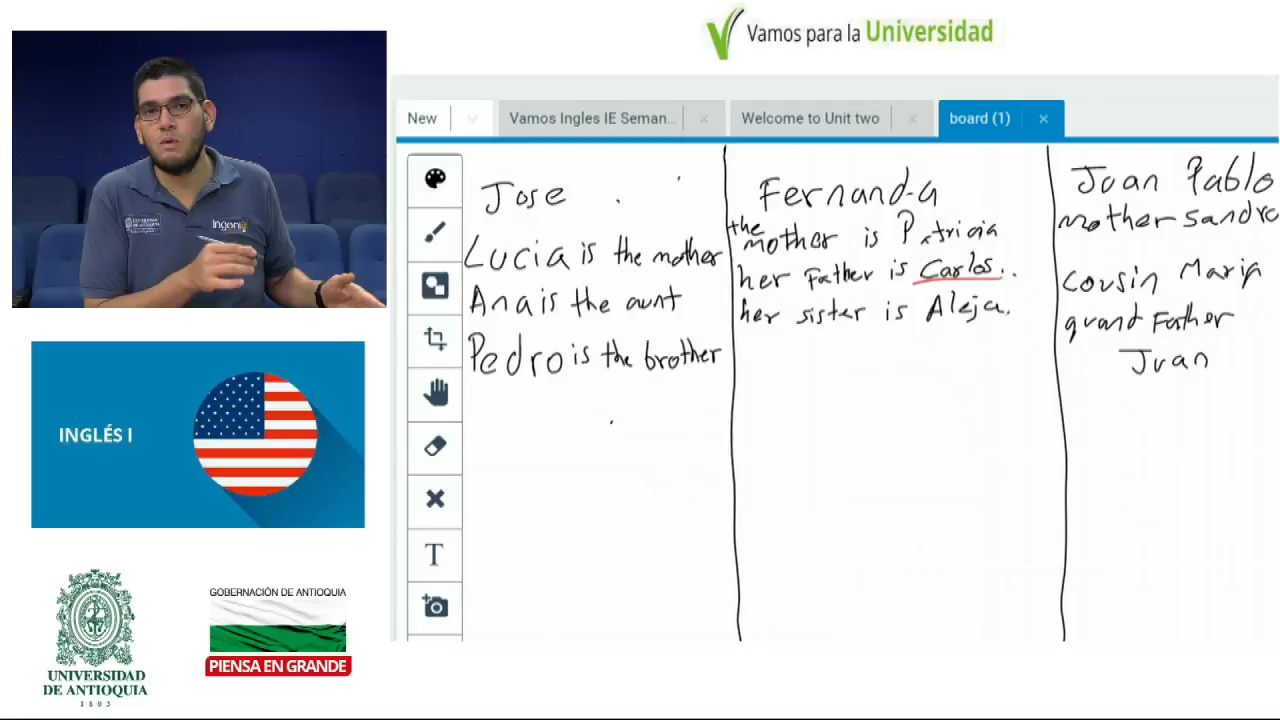 Vamos para la Universidad
New
Vamos Ingles IE Seman...
Welcome to Unit two
board (1)
Jose
Lucia is the mother
Ana is the aunt
Pedro is the brother
Fernanda
the mother is Patricia
her Father is Carlos..
her sister is Aleja.
Juan Pablo
mother Sandra
cousin Maria
quand Father
Juan
Ingeni@
INGLÉS I
T
UNIVERSIDAD
DE ANTIOQUIA
1803
GOBERNACIÓN DE ANTIOQUIA
PIENSA EN GRANDE